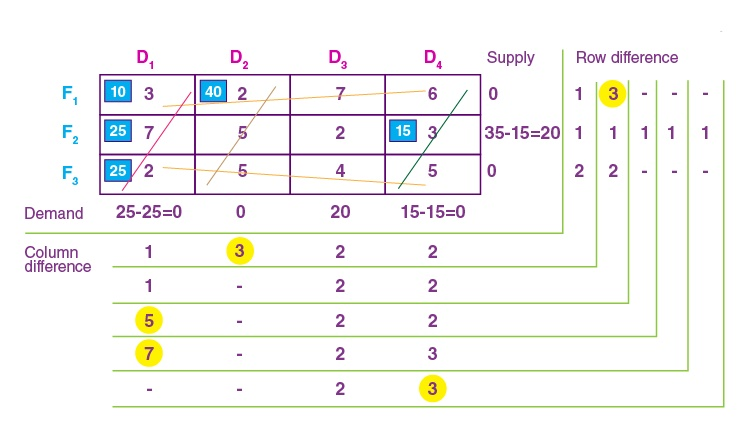 D1 D2 D3 D4 Supply Row difference
F1 10 3 40 2 7 6 0 1 3 - - -
F2 25 7 5 2 15 3 35-15=20 1 1 1 1 1
F3 25 2 5 4 5 0 2 2 - - -
Demand 25-25=0 0 20 15-15=0
Column 1 3 2 2
difference
1 - 2 2
5 - 2 2
7 - 2 3
- - 2 3